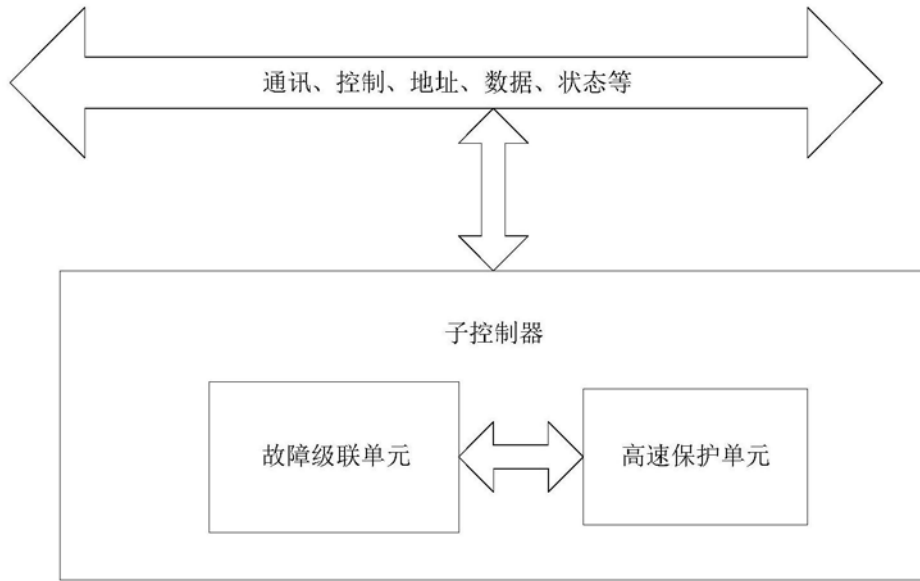 通讯、控制、地址、数据、状态等
子控制器
故障级联单元
高速保护单元